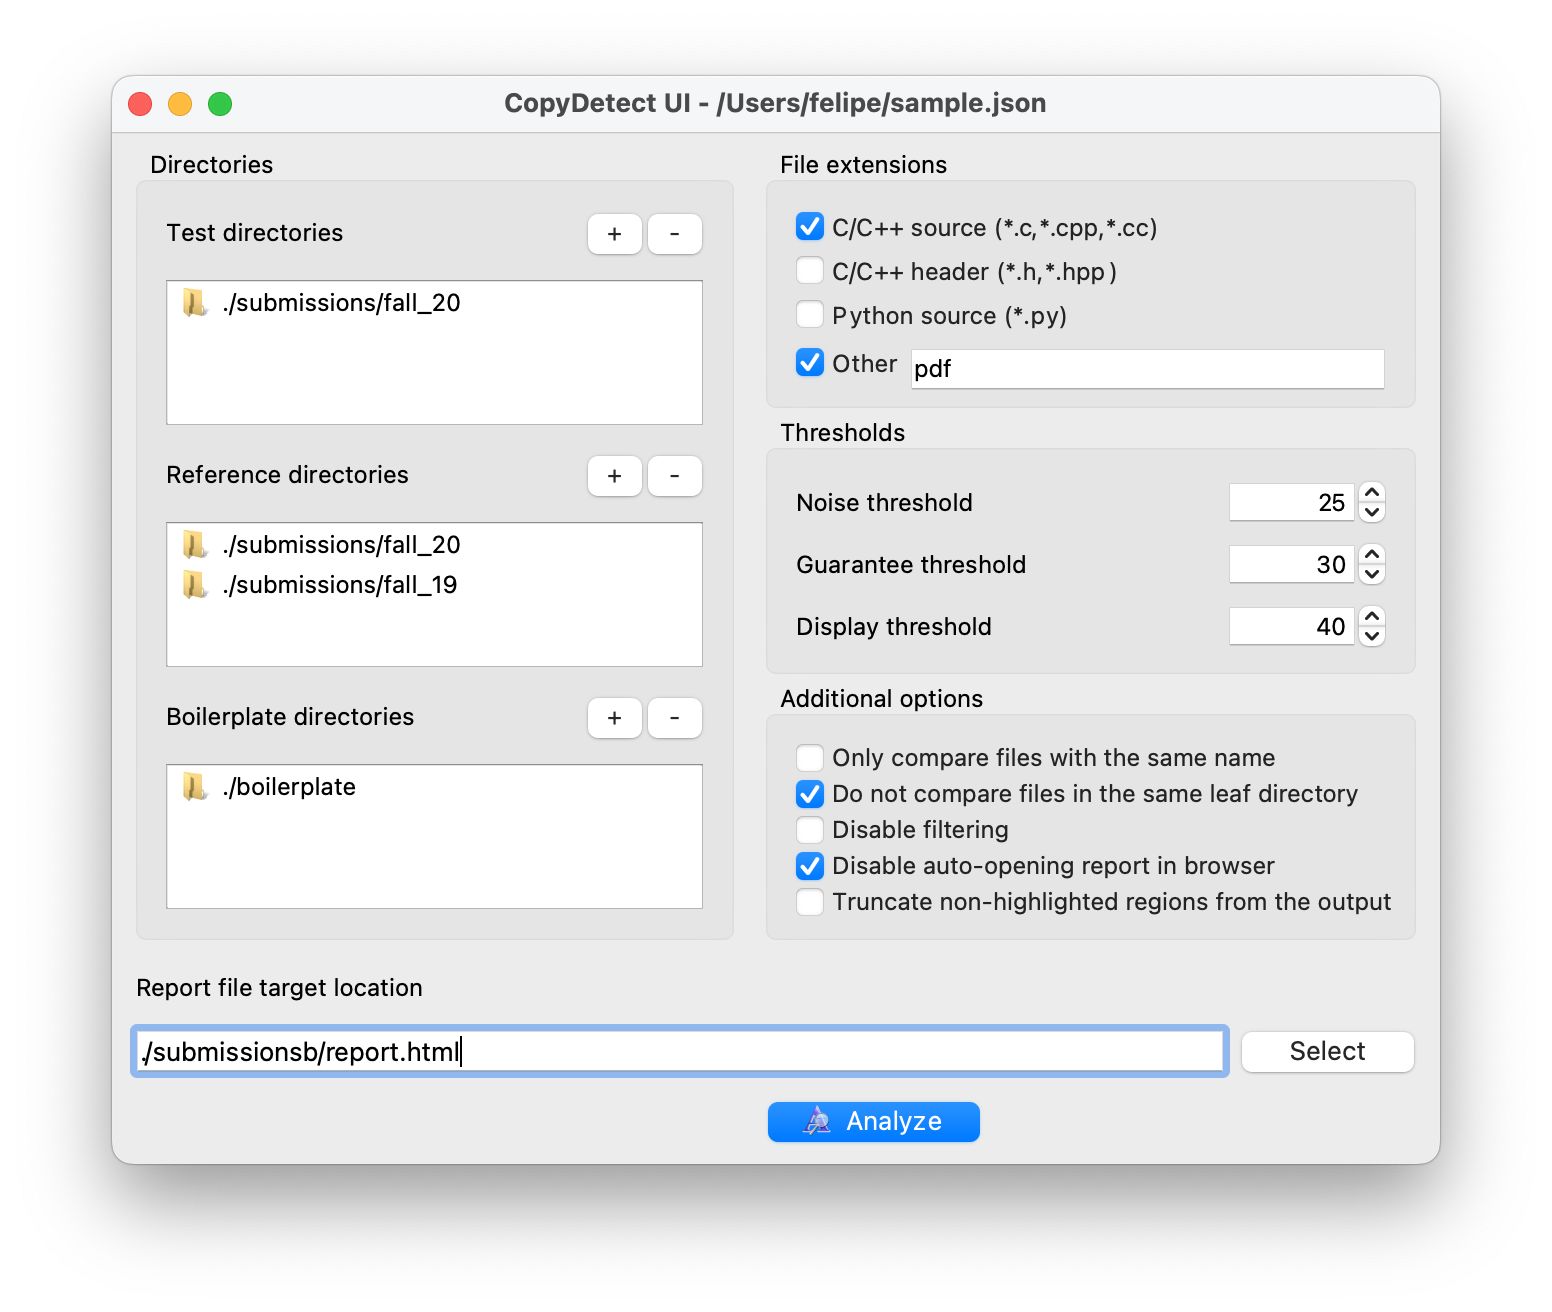 CopyDetect UI - /Users/felipe/sample.json
Directories
Test directories
+
-
./submissions/fall_20
Reference directories
+
-
./submissions/fall_20
./submissions/fall_19
Boilerplate directories
+
-
./boilerplate
File extensions
C/C++ source (*.c,*.cpp,*.cc)
C/C++ header (*.h,*.hpp)
Python source (*.py)
Other
pdf
Thresholds
Noise threshold
25
Guarantee threshold
30
Display threshold
40
Additional options
Only compare files with the same name
Do not compare files in the same leaf directory
Disable filtering
Disable auto-opening report in browser
Truncate non-highlighted regions from the output
Report file target location
./submissionsb/report.html
Select
Analyze